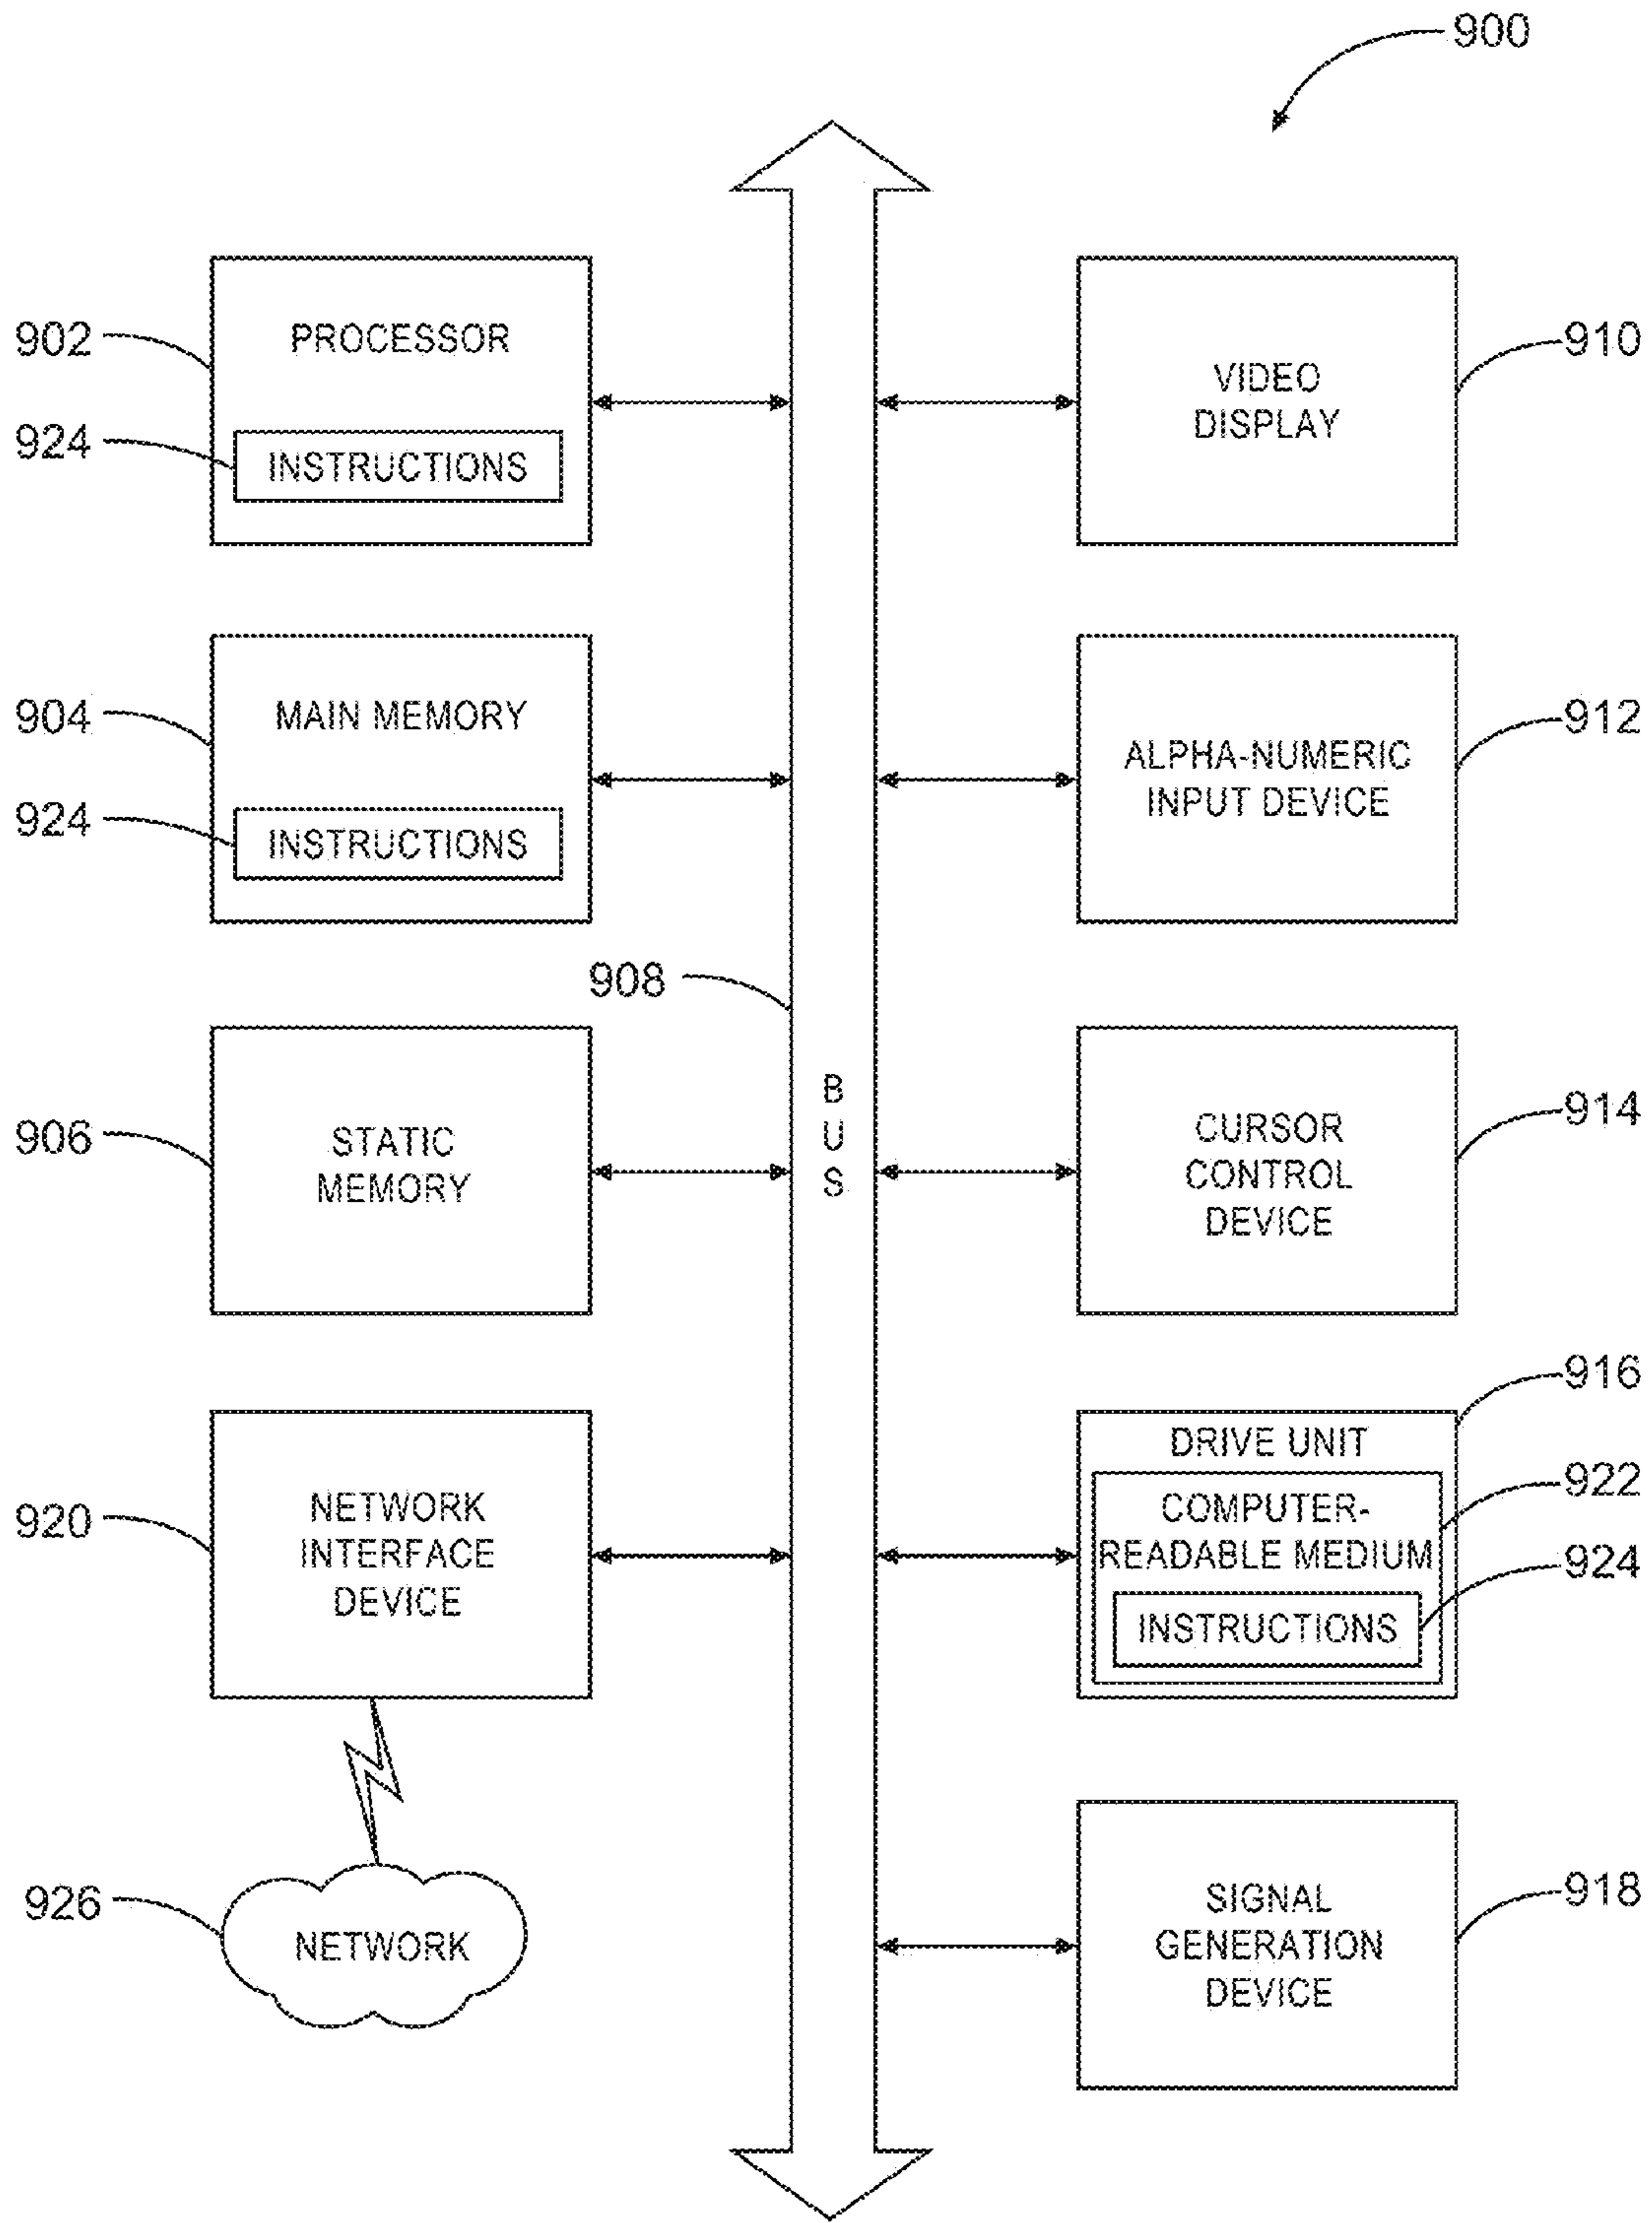 900
902
PROCESSOR
924
INSTRUCTIONS
910
VIDEO
DISPLAY
904
MAIN MEMORY
924
INSTRUCTIONS
912
ALPHA-NUMERIC
INPUT DEVICE
908
B
U
S
906
STATIC
MEMORY
914
CURSOR
CONTROL
DEVICE
920
NETWORK
INTERFACE
DEVICE
916
DRIVE UNIT
922
COMPUTER-
READABLE MEDIUM
924
INSTRUCTIONS
926
NETWORK
918
SIGNAL
GENERATION
DEVICE